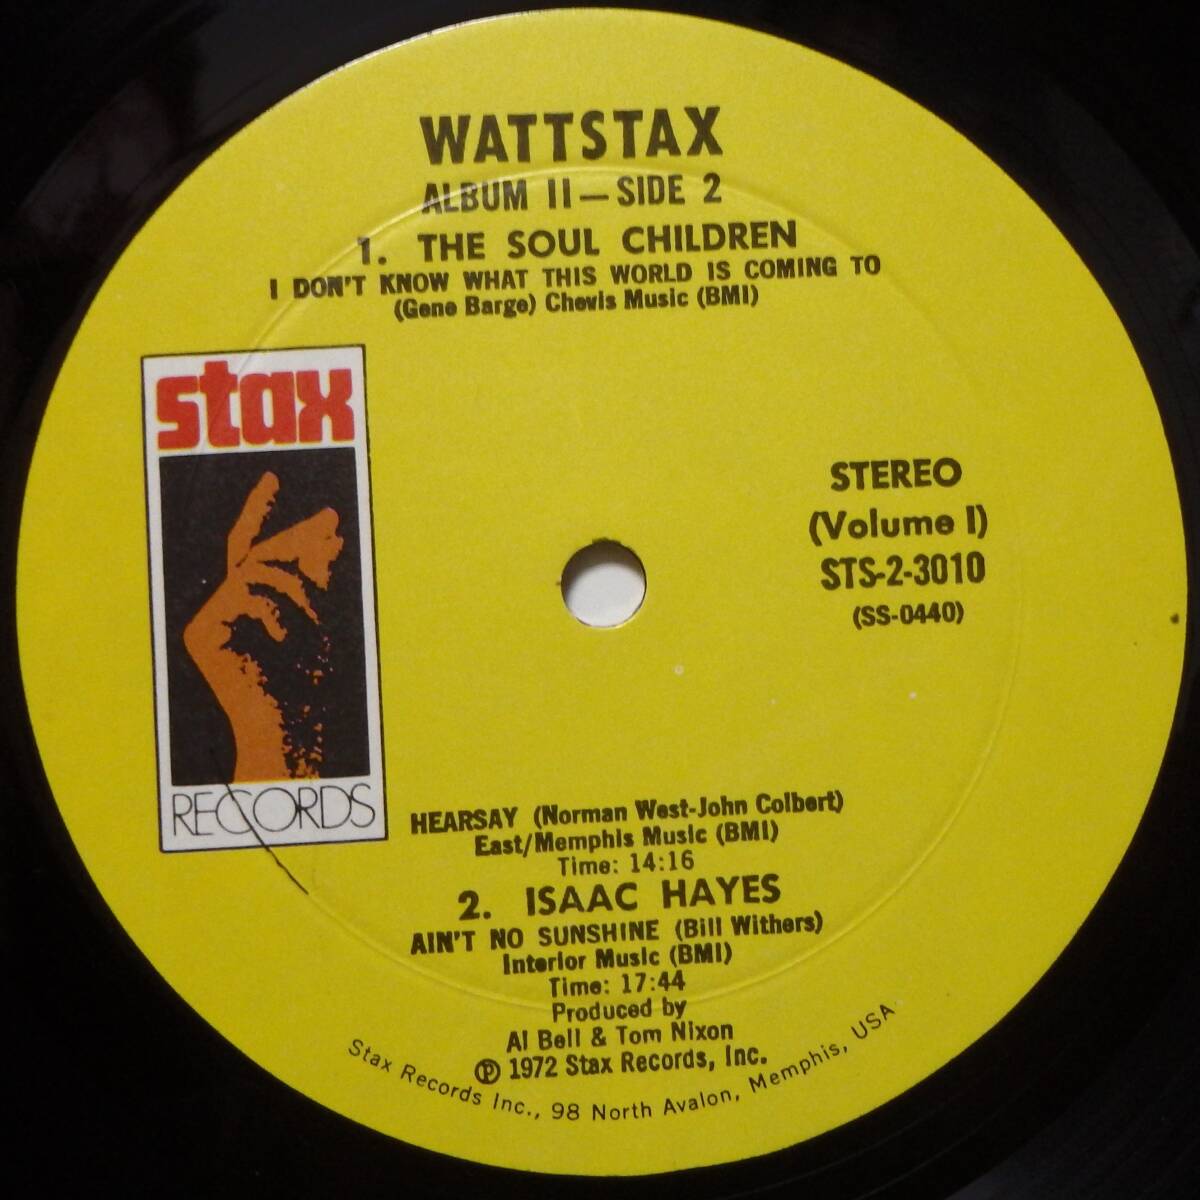 WATTSTAX
ALBUM II—SIDE 2
1. THE SOUL CHILDREN
I DON'T KNOW WHAT THIS WORLD IS COMING TO
(Gene Barge) Chevis Music (BMI)
stax
RECORDS
STEREO
(Volume I)
STS-2-3010
(SS-0440)
HEARSAY (Norman West-John Colbert)
East/Memphis Music (BMI)
Time: 14:16
2. ISAAC HAYES
AIN'T NO SUNSHINE (Bill Withers)
Interior Music (BMI)
Time: 17:44
Produced by
Al Bell & Tom Nixon
℗ 1972 Stax Records, Inc.
Stax Records Inc., 98 North Avalon, Memphis, USA